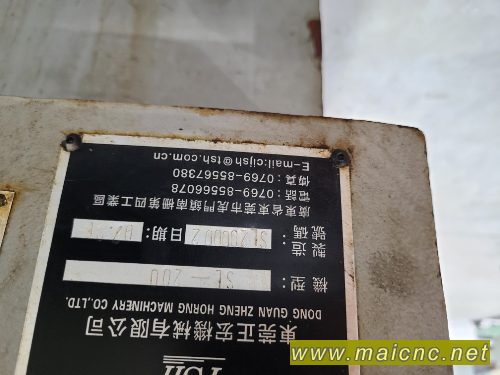 東莞正宏機械有限公司
DONG GUAN ZHENG HORNG MACHINERY CO.,LTD.
機型: SL-200
製造號碼: 日期:
廣東省東莞市虎門鎮南柵第四工業區
電話:0769-85566078
傳真:0769-85567380
E-mail:cijsh@tsh.com.cn
www.maicnc.net